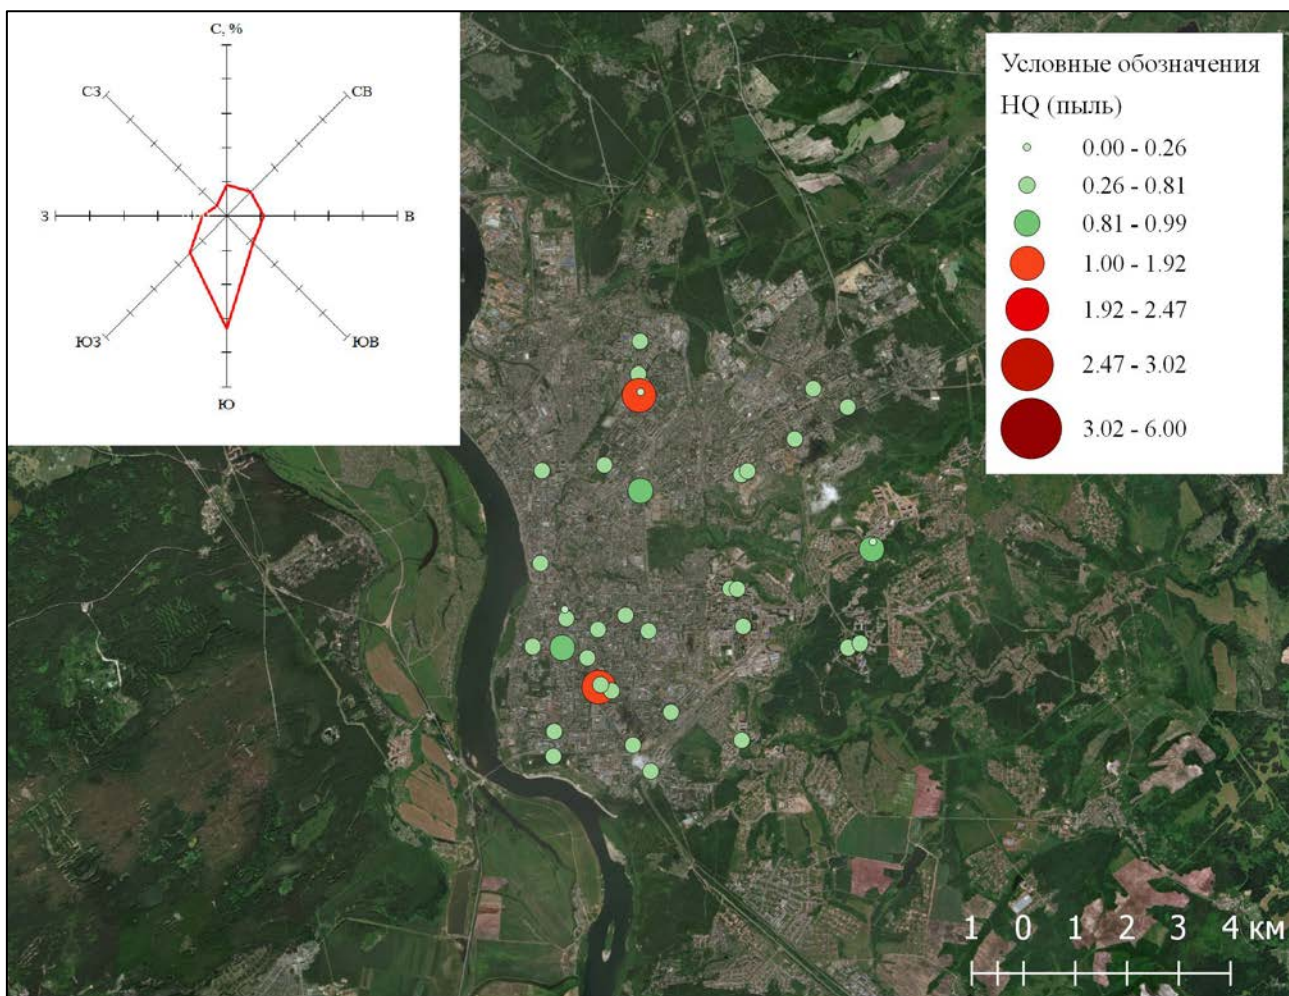 С, %
СЗ
СВ
З
В
ЮЗ
ЮВ
Ю
Условные обозначения
HQ (пыль)
0.00 - 0.26
0.26 - 0.81
0.81 - 0.99
1.00 - 1.92
1.92 - 2.47
2.47 - 3.02
3.02 - 6.00
1 0 1 2 3 4 км